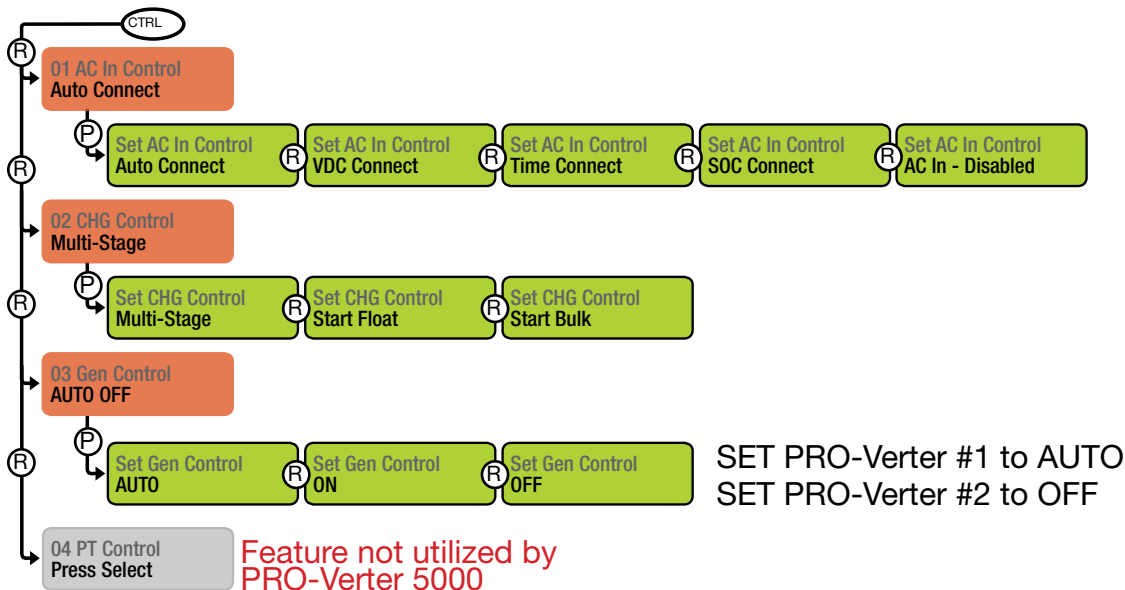 CTRL
R
01 AC In Control
Auto Connect
P
Set AC In Control
Auto Connect
R
Set AC In Control
VDC Connect
R
Set AC In Control
Time Connect
R
Set AC In Control
SOC Connect
R
Set AC In Control
AC In - Disabled
R
02 CHG Control
Multi-Stage
P
Set CHG Control
Multi-Stage
R
Set CHG Control
Start Float
R
Set CHG Control
Start Bulk
R
03 Gen Control
AUTO OFF
P
Set Gen Control
AUTO
R
Set Gen Control
ON
R
Set Gen Control
OFF
SET PRO-Verter #1 to AUTO
SET PRO-Verter #2 to OFF
R
04 PT Control
Press Select
Feature not utilized by
PRO-Verter 5000